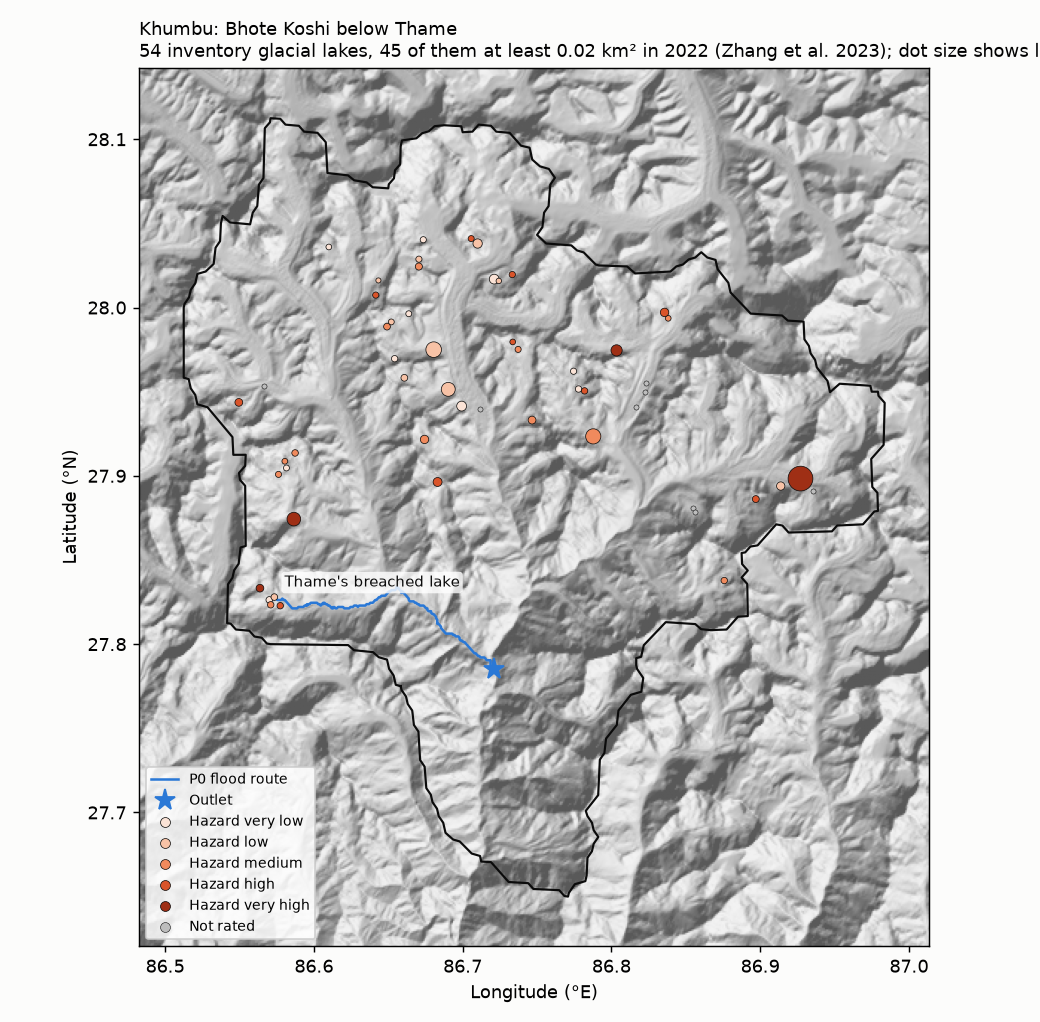 Khumbu: Bhote Koshi below Thame
54 inventory glacial lakes, 45 of them at least 0.02 km² in 2022 (Zhang et al. 2023); dot size shows
28.1
28.0
27.9
27.8
27.7
Latitude (°N)
Thame's breached lake
P0 flood route
Outlet
Hazard very low
Hazard low
Hazard medium
Hazard high
Hazard very high
Not rated
86.5 86.6 86.7 86.8 86.9 87.0
Longitude (°E)